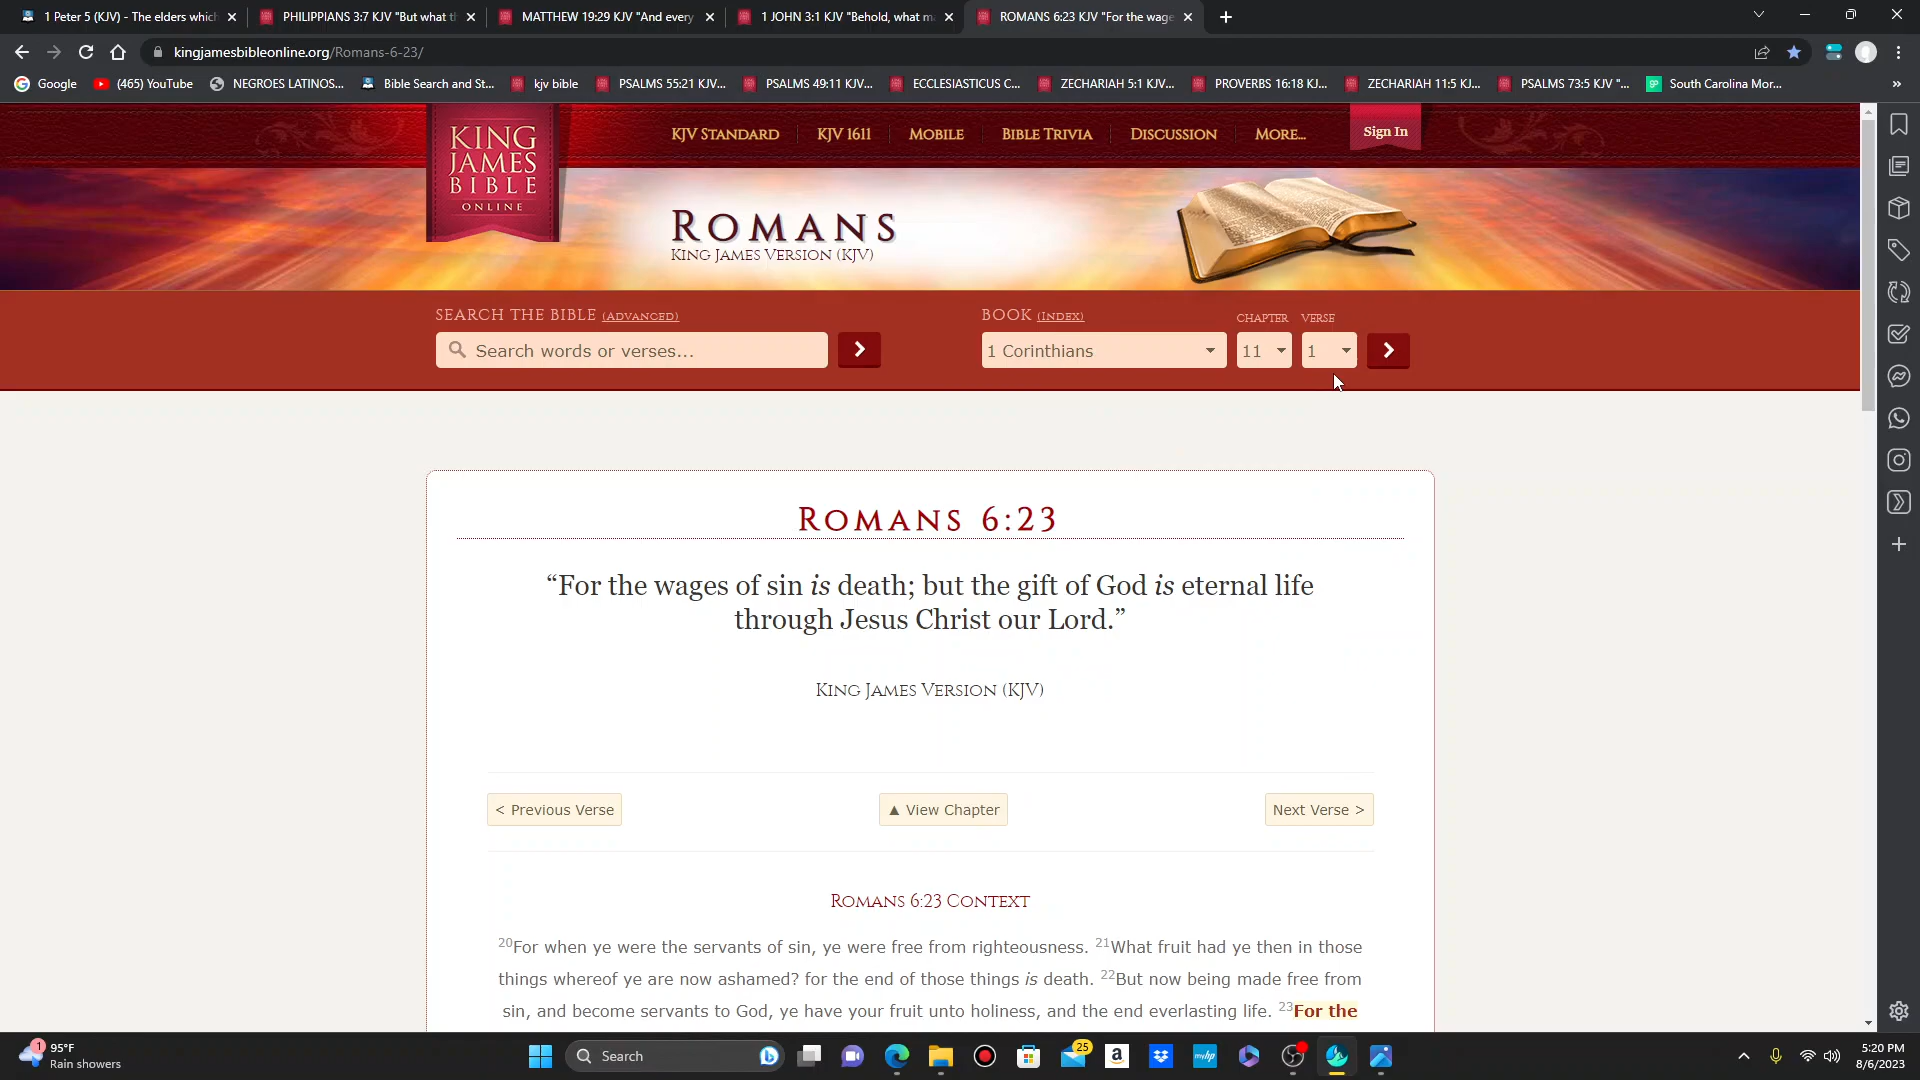 1 Peter 5 (KJV) - The elders which
PHILIPPIANS 3:7 KJV "But what th
MATTHEW 19:29 KJV "And every
1 JOHN 3:1 KJV "Behold, what m
ROMANS 6:23 KJV "For the wage
kingjamesbibleonline.org/Romans-6-23/
Google
(465) YouTube
NEGROES LATINOS...
Bible Search and St...
kjv bible
PSALMS 55:21 KJV...
PSALMS 49:11 KJV...
ECCLESIASTICUS C...
ZECHARIAH 5:1 KJV...
PROVERBS 16:18 KJ...
ZECHARIAH 11:5 KJ...
PSALMS 73:5 KJV "...
South Carolina Mor...
»
KING
JAMES
BIBLE
ONLINE
KJV STANDARD
KJV 1611
MOBILE
BIBLE TRIVIA
DISCUSSION
MORE...
Sign In
ROMANS
KING JAMES VERSION (KJV)
SEARCH THE BIBLE (ADVANCED)
Search words or verses...
BOOK (INDEX)
CHAPTER
VERSE
1 Corinthians
11
1
ROMANS 6:23
“For the wages of sin is death; but the gift of God is eternal life
through Jesus Christ our Lord.”
KING JAMES VERSION (KJV)
< Previous Verse
▲ View Chapter
Next Verse >
ROMANS 6:23 CONTEXT
20For when ye were the servants of sin, ye were free from righteousness. 21What fruit had ye then in those
things whereof ye are now ashamed? for the end of those things is death. 22But now being made free from
sin, and become servants to God, ye have your fruit unto holiness, and the end everlasting life. 23For the
1
95°F
Rain showers
Search
25
a
myhp
5:20 PM
8/6/2023